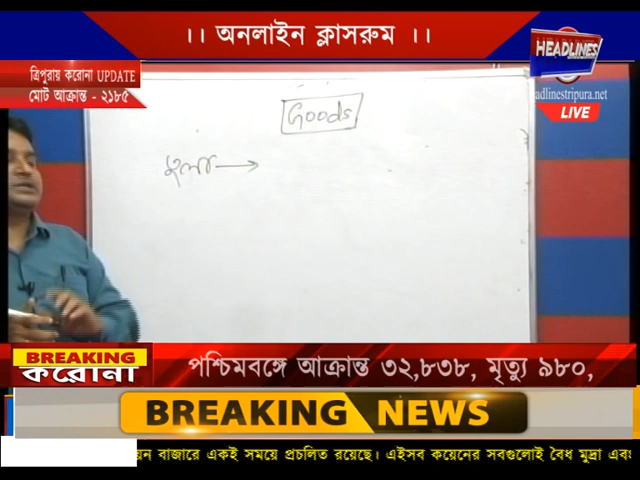 ।। অনলাইন ক্লাসরুম ।।
HEADLINES
ত্রিপুরায় করোনা UPDATE
মোট আক্রান্ত - ২১৮৫
eadlinestripura.net
LIVE
Goods
BREAKING
করোনা
পশ্চিমবঙ্গে আক্রান্ত ৩২,৮৩৮, মৃত্যু ৯৮০,
BREAKING NEWS
য়ন বাজারে একই সময়ে প্রচলিত রয়েছে। এইসব কয়েনের সবগুলোই বৈধ মুদ্রা এবং